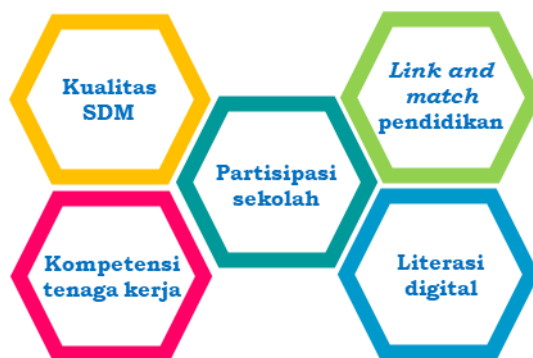 Kualitas
SDM
Link and
match
pendidikan
Partisipasi
sekolah
Kompetensi
tenaga kerja
Literasi
digital